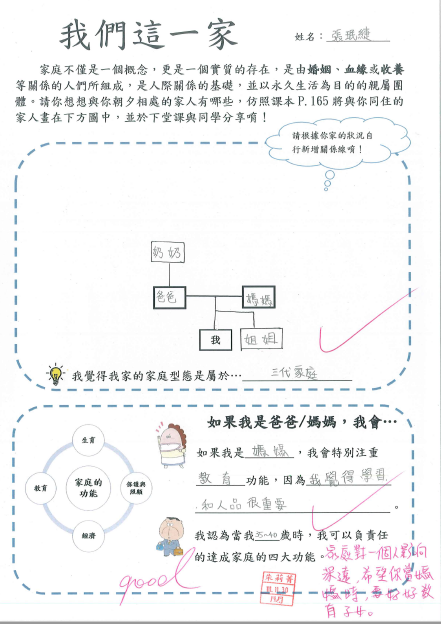 我們這一家
姓名：張珮縺
家庭不僅是一個概念，更是一個實質的存在，是由婚姻、血緣或收養
等關係的人們所組成，是人際關係的基礎，並以永久生活為目的的親屬團
體。請你想想與你朝夕相處的家人有哪些，仿照課本P.165將與你同住的
家人畫在下方圖中，並於下堂課與同學分享唷！
請根據你家的狀況自
行新增關係線唷！
奶奶
爸爸
媽媽
我
姐姐
我覺得我家的家庭型態是屬於…三代家庭
如果我是爸爸/媽媽，我會…
生育
教育
家庭的
功能
保護與
照顧
經濟
如果我是媽媽，我會特別注重
教育功能，因為我覺得學習
和人品很重要。
我認為當我35-40歲時，我可以負責任
的達成家庭的四大功能。
good
家庭對一個人影响
深遠，希望你當媽
媽時，要好好教
育子女。